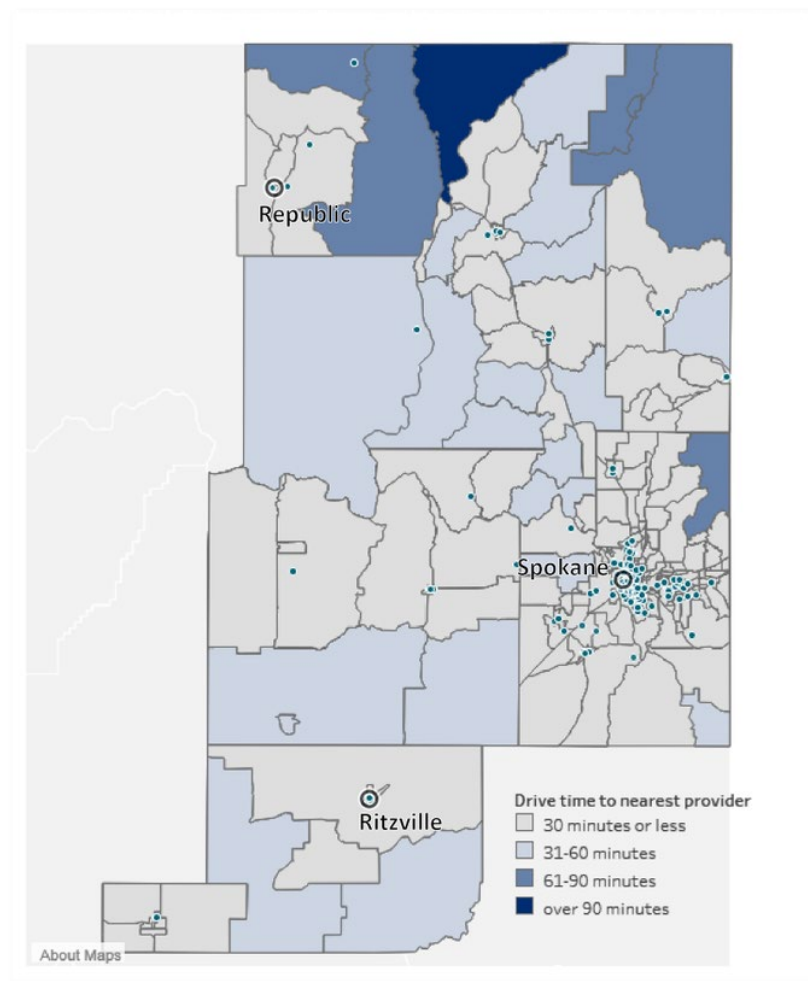 Republic
Spokane
Ritzville
Drive time to nearest provider
30 minutes or less
31-60 minutes
61-90 minutes
over 90 minutes
About Maps